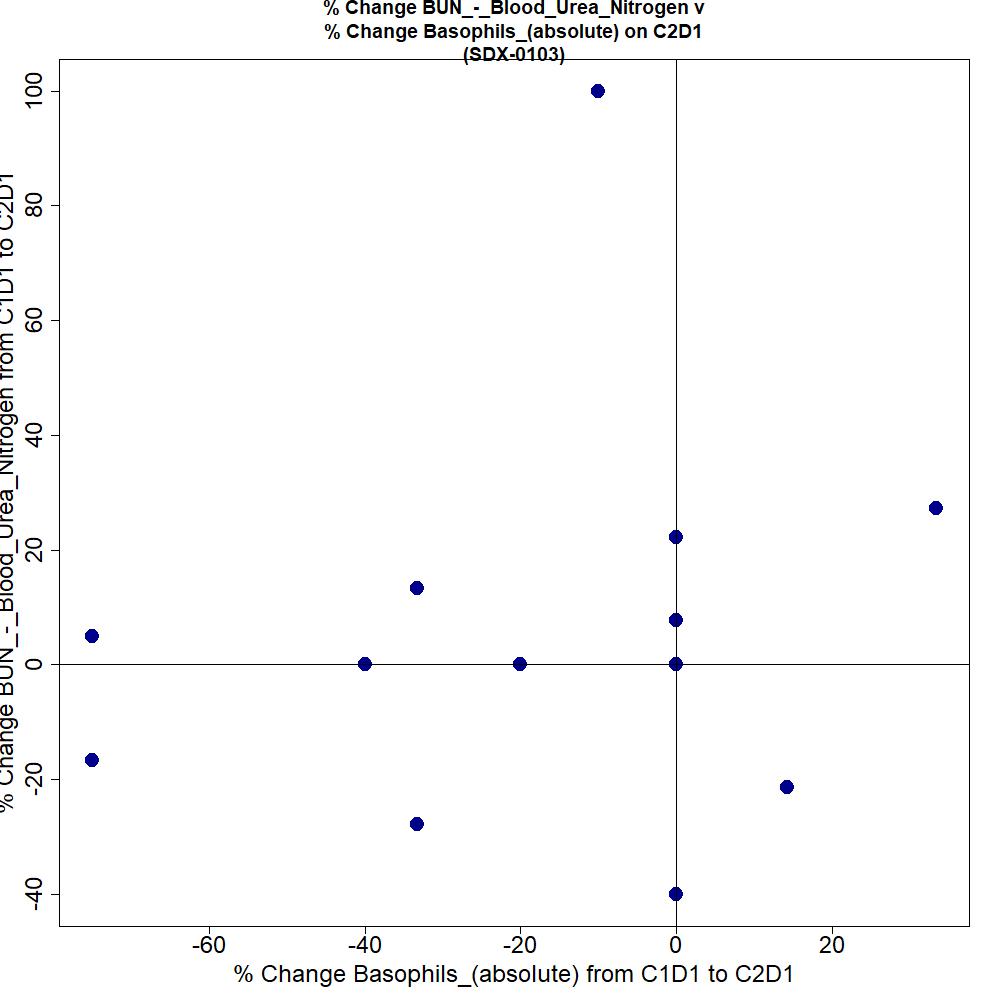 % Change BUN_-_Blood_Urea_Nitrogen v
% Change Basophils_(absolute) on C2D1
(SDX-0103)
% Change BUN_-_Blood_Urea_Nitrogen from C1D1 to C2D1
100
80
60
40
20
0
-20
-40
-60 -40 -20 0 20
% Change Basophils_(absolute) from C1D1 to C2D1